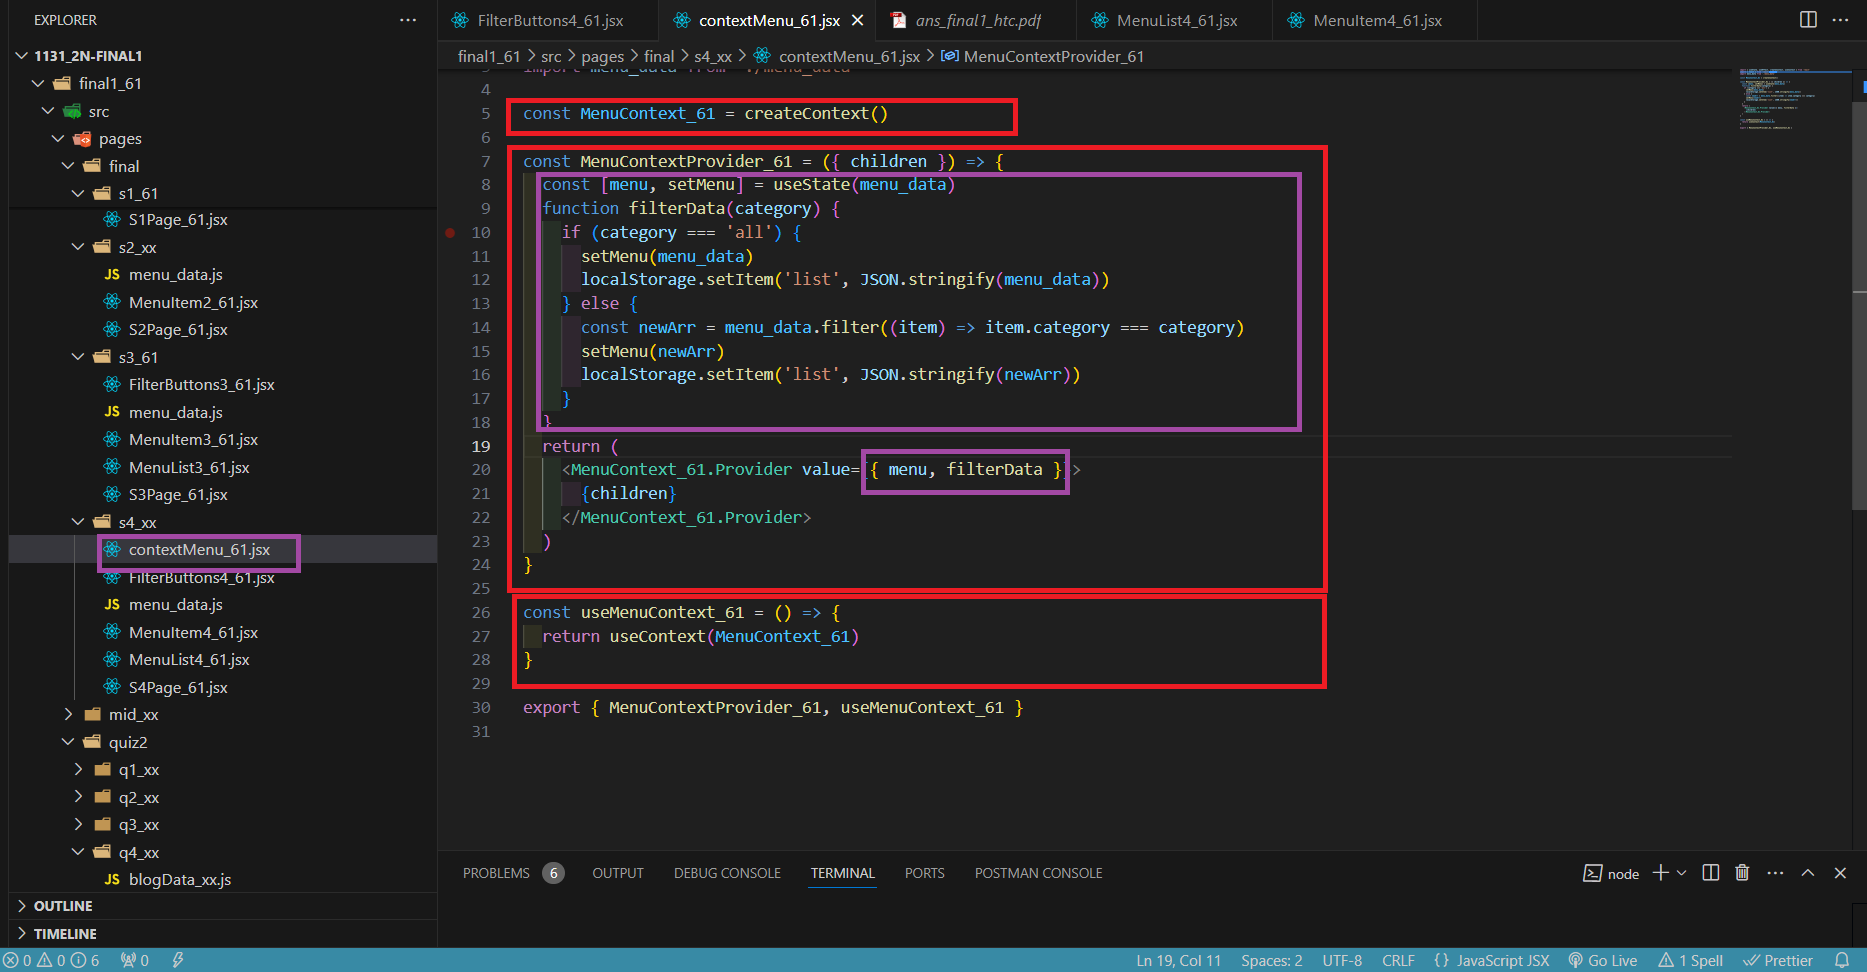 EXPLORER
1131_2N-FINAL1
final1_61
src
pages
final
s1_61
S1Page_61.jsx
s2_xx
JS menu_data.js
MenuItem2_61.jsx
S2Page_61.jsx
s3_61
FilterButtons3_61.jsx
JS menu_data.js
MenuItem3_61.jsx
MenuList3_61.jsx
S3Page_61.jsx
s4_xx
contextMenu_61.jsx
FilterButtons4_61.jsx
JS menu_data.js
MenuItem4_61.jsx
MenuList4_61.jsx
S4Page_61.jsx
mid_xx
quiz2
q1_xx
q2_xx
q3_xx
q4_xx
JS blogData_xx.js
OUTLINE
TIMELINE
FilterButtons4_61.jsx
contextMenu_61.jsx
ans_final1_htc.pdf
MenuList4_61.jsx
MenuItem4_61.jsx
final1_61 > src > pages > final > s4_xx > contextMenu_61.jsx > MenuContextProvider_61
4
5 const MenuContext_61 = createContext()
6
7 const MenuContextProvider_61 = ({ children }) => {
8 const [menu, setMenu] = useState(menu_data)
9 function filterData(category) {
10 if (category === 'all') {
11 setMenu(menu_data)
12 localStorage.setItem('list', JSON.stringify(menu_data))
13 } else {
14 const newArr = menu_data.filter((item) => item.category === category)
15 setMenu(newArr)
16 localStorage.setItem('list', JSON.stringify(newArr))
17 }
18 }
19 return (
20 <MenuContext_61.Provider value={{ menu, filterData }}>
21 {children}
22 </MenuContext_61.Provider>
23 )
24 }
25
26 const useMenuContext_61 = () => {
27 return useContext(MenuContext_61)
28 }
29
30 export { MenuContextProvider_61, useMenuContext_61 }
31
PROBLEMS 6 OUTPUT DEBUG CONSOLE TERMINAL PORTS POSTMAN CONSOLE
node
0 0 6 0
Ln 19, Col 11 Spaces: 2 UTF-8 CRLF {} JavaScript JSX Go Live 1 Spell Prettier